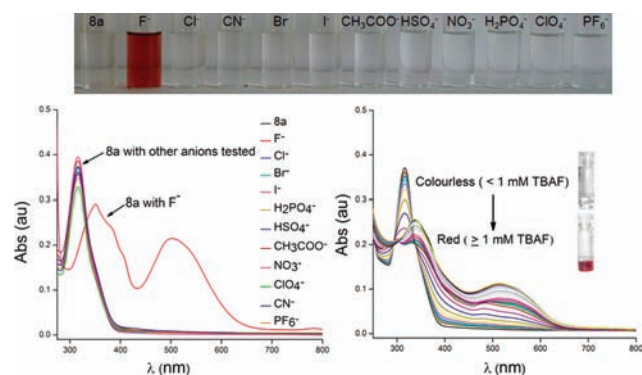 8a F⁻ Cl⁻ CN⁻ Br⁻ I⁻ CH₃COO⁻ HSO₄⁻ NO₃⁻ H₂PO₄⁻ ClO₄⁻ PF₆⁻
0.5
0.4
0.3
0.2
0.1
0.0
Abs (au)
300 400 500 600 700 800
λ (nm)
8a with other anions tested
8a with F⁻
8a
F⁻
Cl⁻
Br⁻
I⁻
H₂PO₄⁻
HSO₄⁻
CH₃COO⁻
NO₃⁻
ClO₄⁻
CN⁻
PF₆⁻
0.5
0.4
0.3
0.2
0.1
0.0
Abs (au)
300 400 500 600 700 800
λ (nm)
Colourless (< 1 mM TBAF)
Red (≥ 1 mM TBAF)